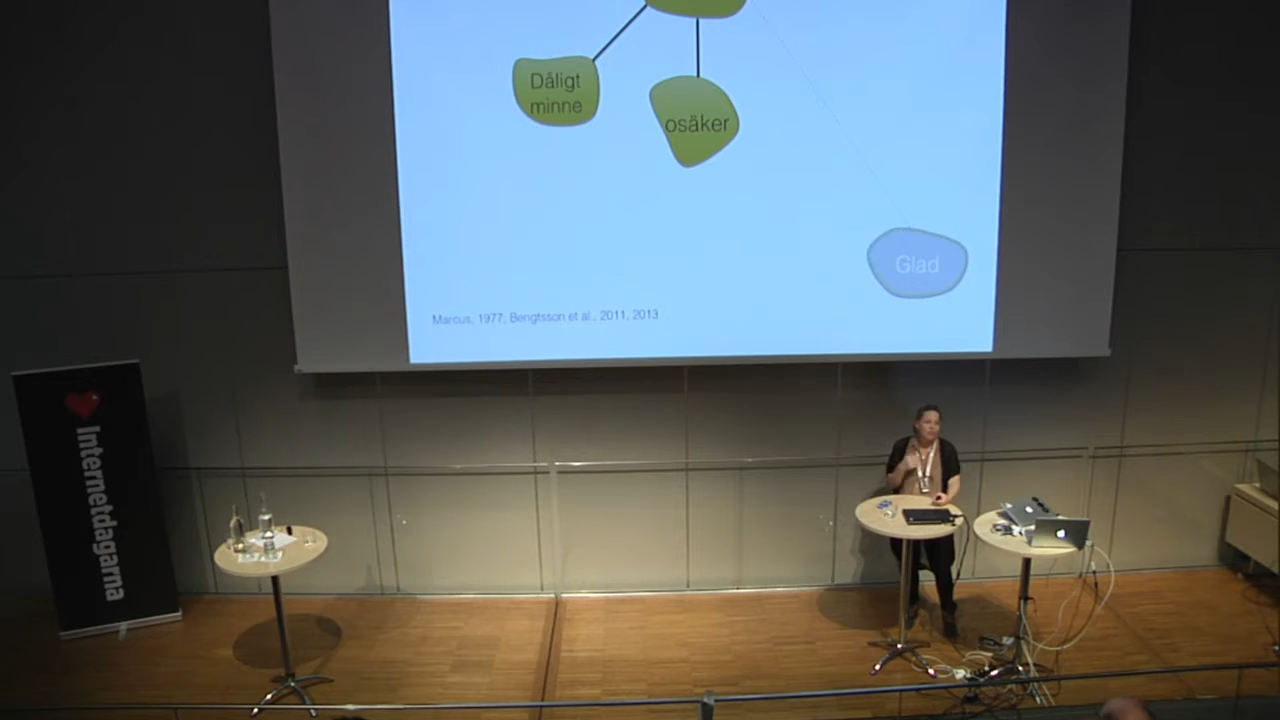 Dåligt
minne
osäker
Glad
Marcus, 1977; Bengtsson et al., 2011, 2013
Internetdagarna